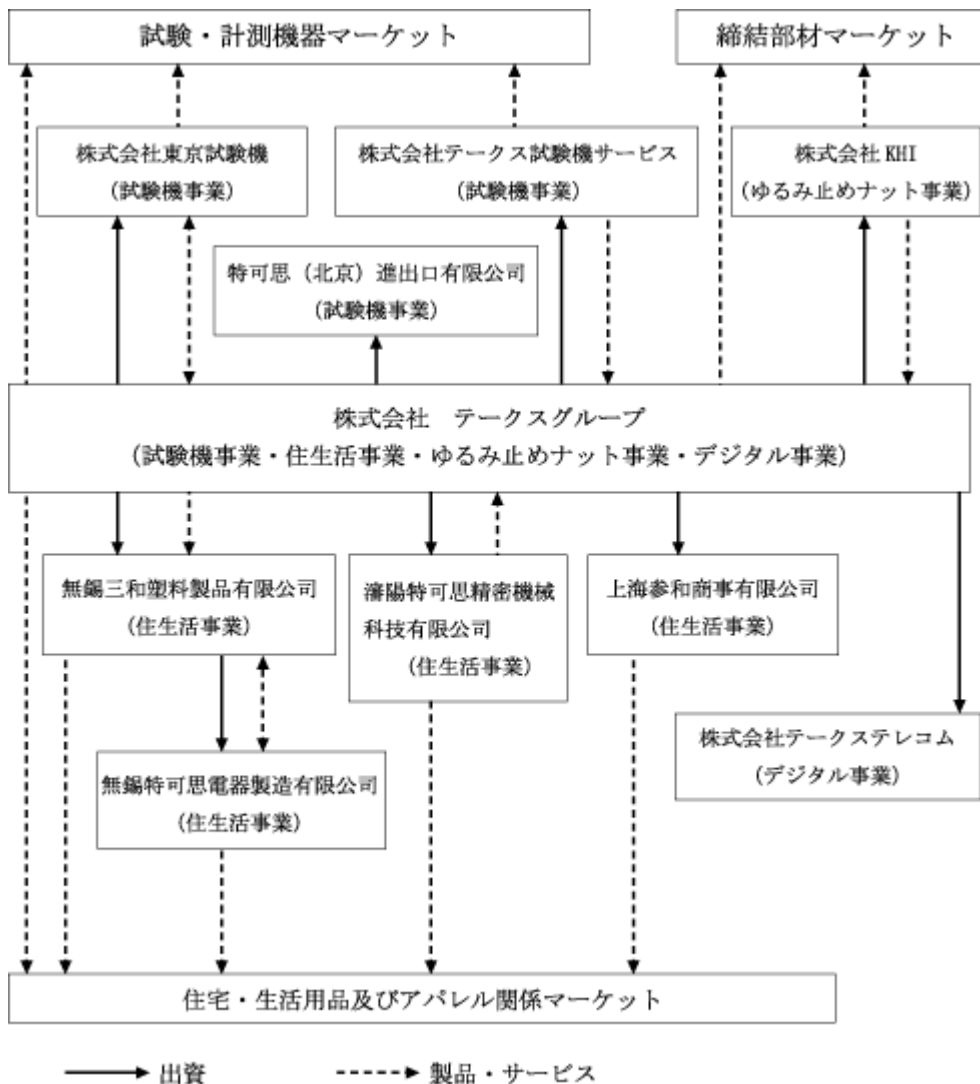 試験・計測機器マーケット
締結部材マーケット
株式会社東京試験機
(試験機事業)
株式会社テークス試験機サービス
(試験機事業)
株式会社 KHI
(ゆるみ止めナット事業)
特可思（北京）進出口有限公司
(試験機事業)
株式会社　テークスグループ
(試験機事業・住生活事業・ゆるみ止めナット事業・デジタル事業)
無錫三和塑料製品有限公司
(住生活事業)
瀋陽特可思精密機械
科技有限公司
(住生活事業)
上海参和商事有限公司
(住生活事業)
株式会社テークステレコム
(デジタル事業)
無錫特可思電器製造有限公司
(住生活事業)
住宅・生活用品及びアパレル関係マーケット
出資
製品・サービス